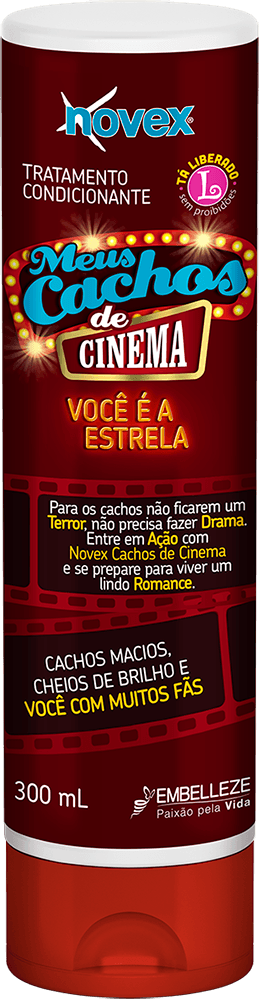 novex
TRATAMENTO
CONDICIONANTE
TÁ LIBERADO
L
sem proibidões
Meus
Cachos
de
CINEMA
VOCÊ É A
ESTRELA
Para os cachos não ficarem um
Terror, não precisa fazer Drama.
Entre em Ação com
Novex Cachos de Cinema
e se prepare para viver um
lindo Romance.
CACHOS MACIOS,
CHEIOS DE BRILHO E
VOCÊ COM MUITOS FÃS
300 mL
EMBELLEZE
Paixão pela Vida